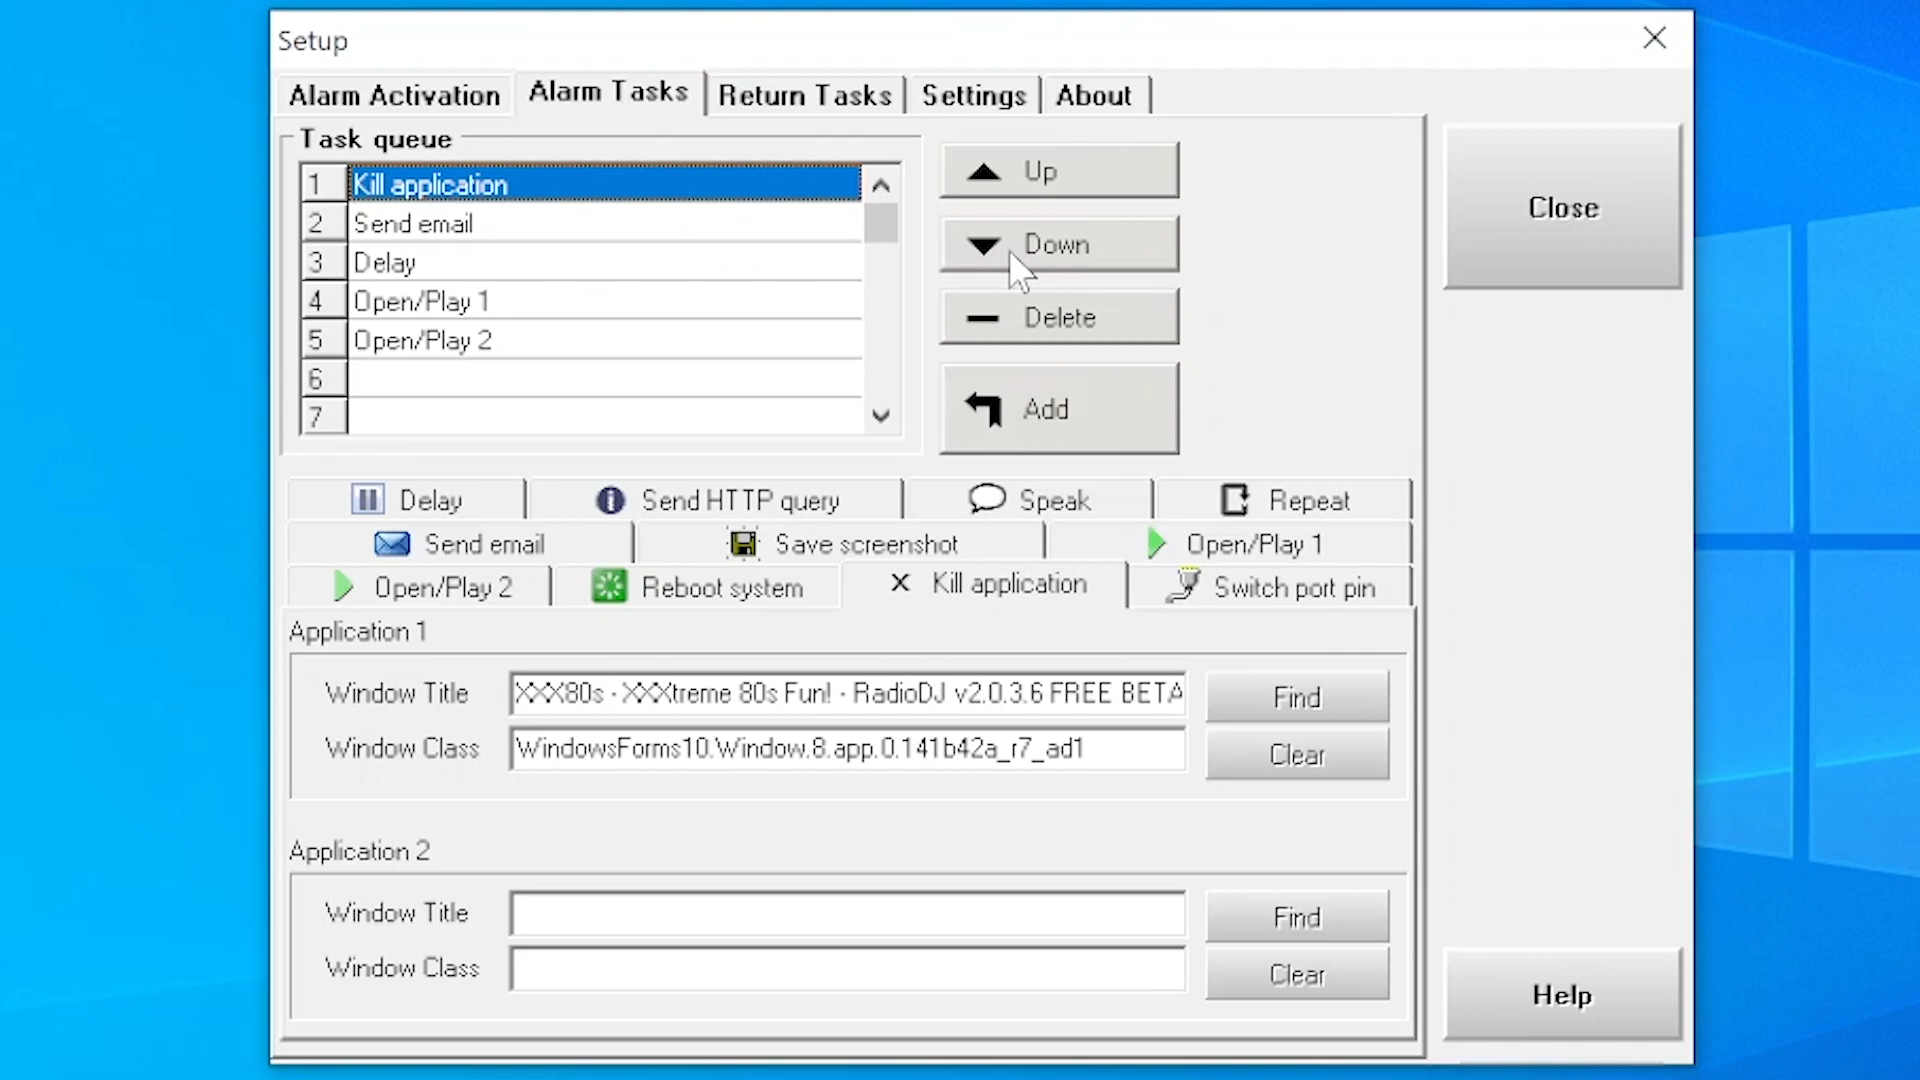 Setup
Alarm Activation Alarm Tasks Return Tasks Settings About
Task queue
1 Kill application
2 Send email
3 Delay
4 Open/Play 1
5 Open/Play 2
6
7
Up
Down
Delete
Add
Close
Delay Send HTTP query Speak Repeat
Send email Save screenshot Open/Play 1
Open/Play 2 Reboot system Kill application Switch port pin
Application 1
Window Title XXX80s - XXXtreme 80s Fun! - RadioDJ v2.0.3.6 FREE BETA Find
Window Class WindowsForms10.Window.8.app.0.141b42a_r7_ad1 Clear
Application 2
Window Title Find
Window Class Clear
Help